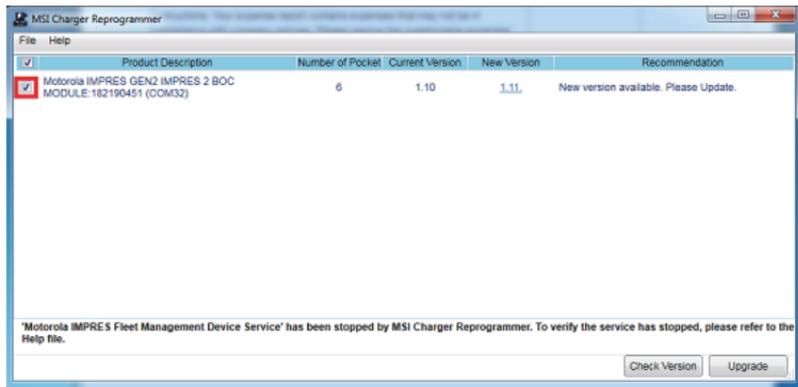 MSI Charger Reprogrammer
File Help
Product Description Number of Pocket Current Version New Version Recommendation
Motorola IMPRES GEN2 IMPRES 2 BOC
MODULE:182190451 (COM32) 6 1.10 1.11. New version available. Please Update.
'Motorola IMPRES Fleet Management Device Service' has been stopped by MSI Charger Reprogrammer. To verify the service has stopped, please refer to the
Help file.
Check Version Upgrade